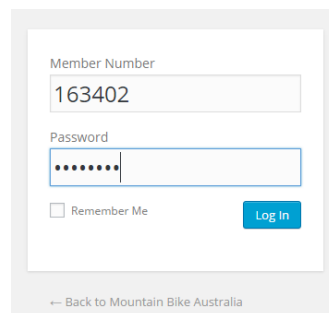 Member Number
163402
Password
••••••••
Remember Me
Log In
← Back to Mountain Bike Australia